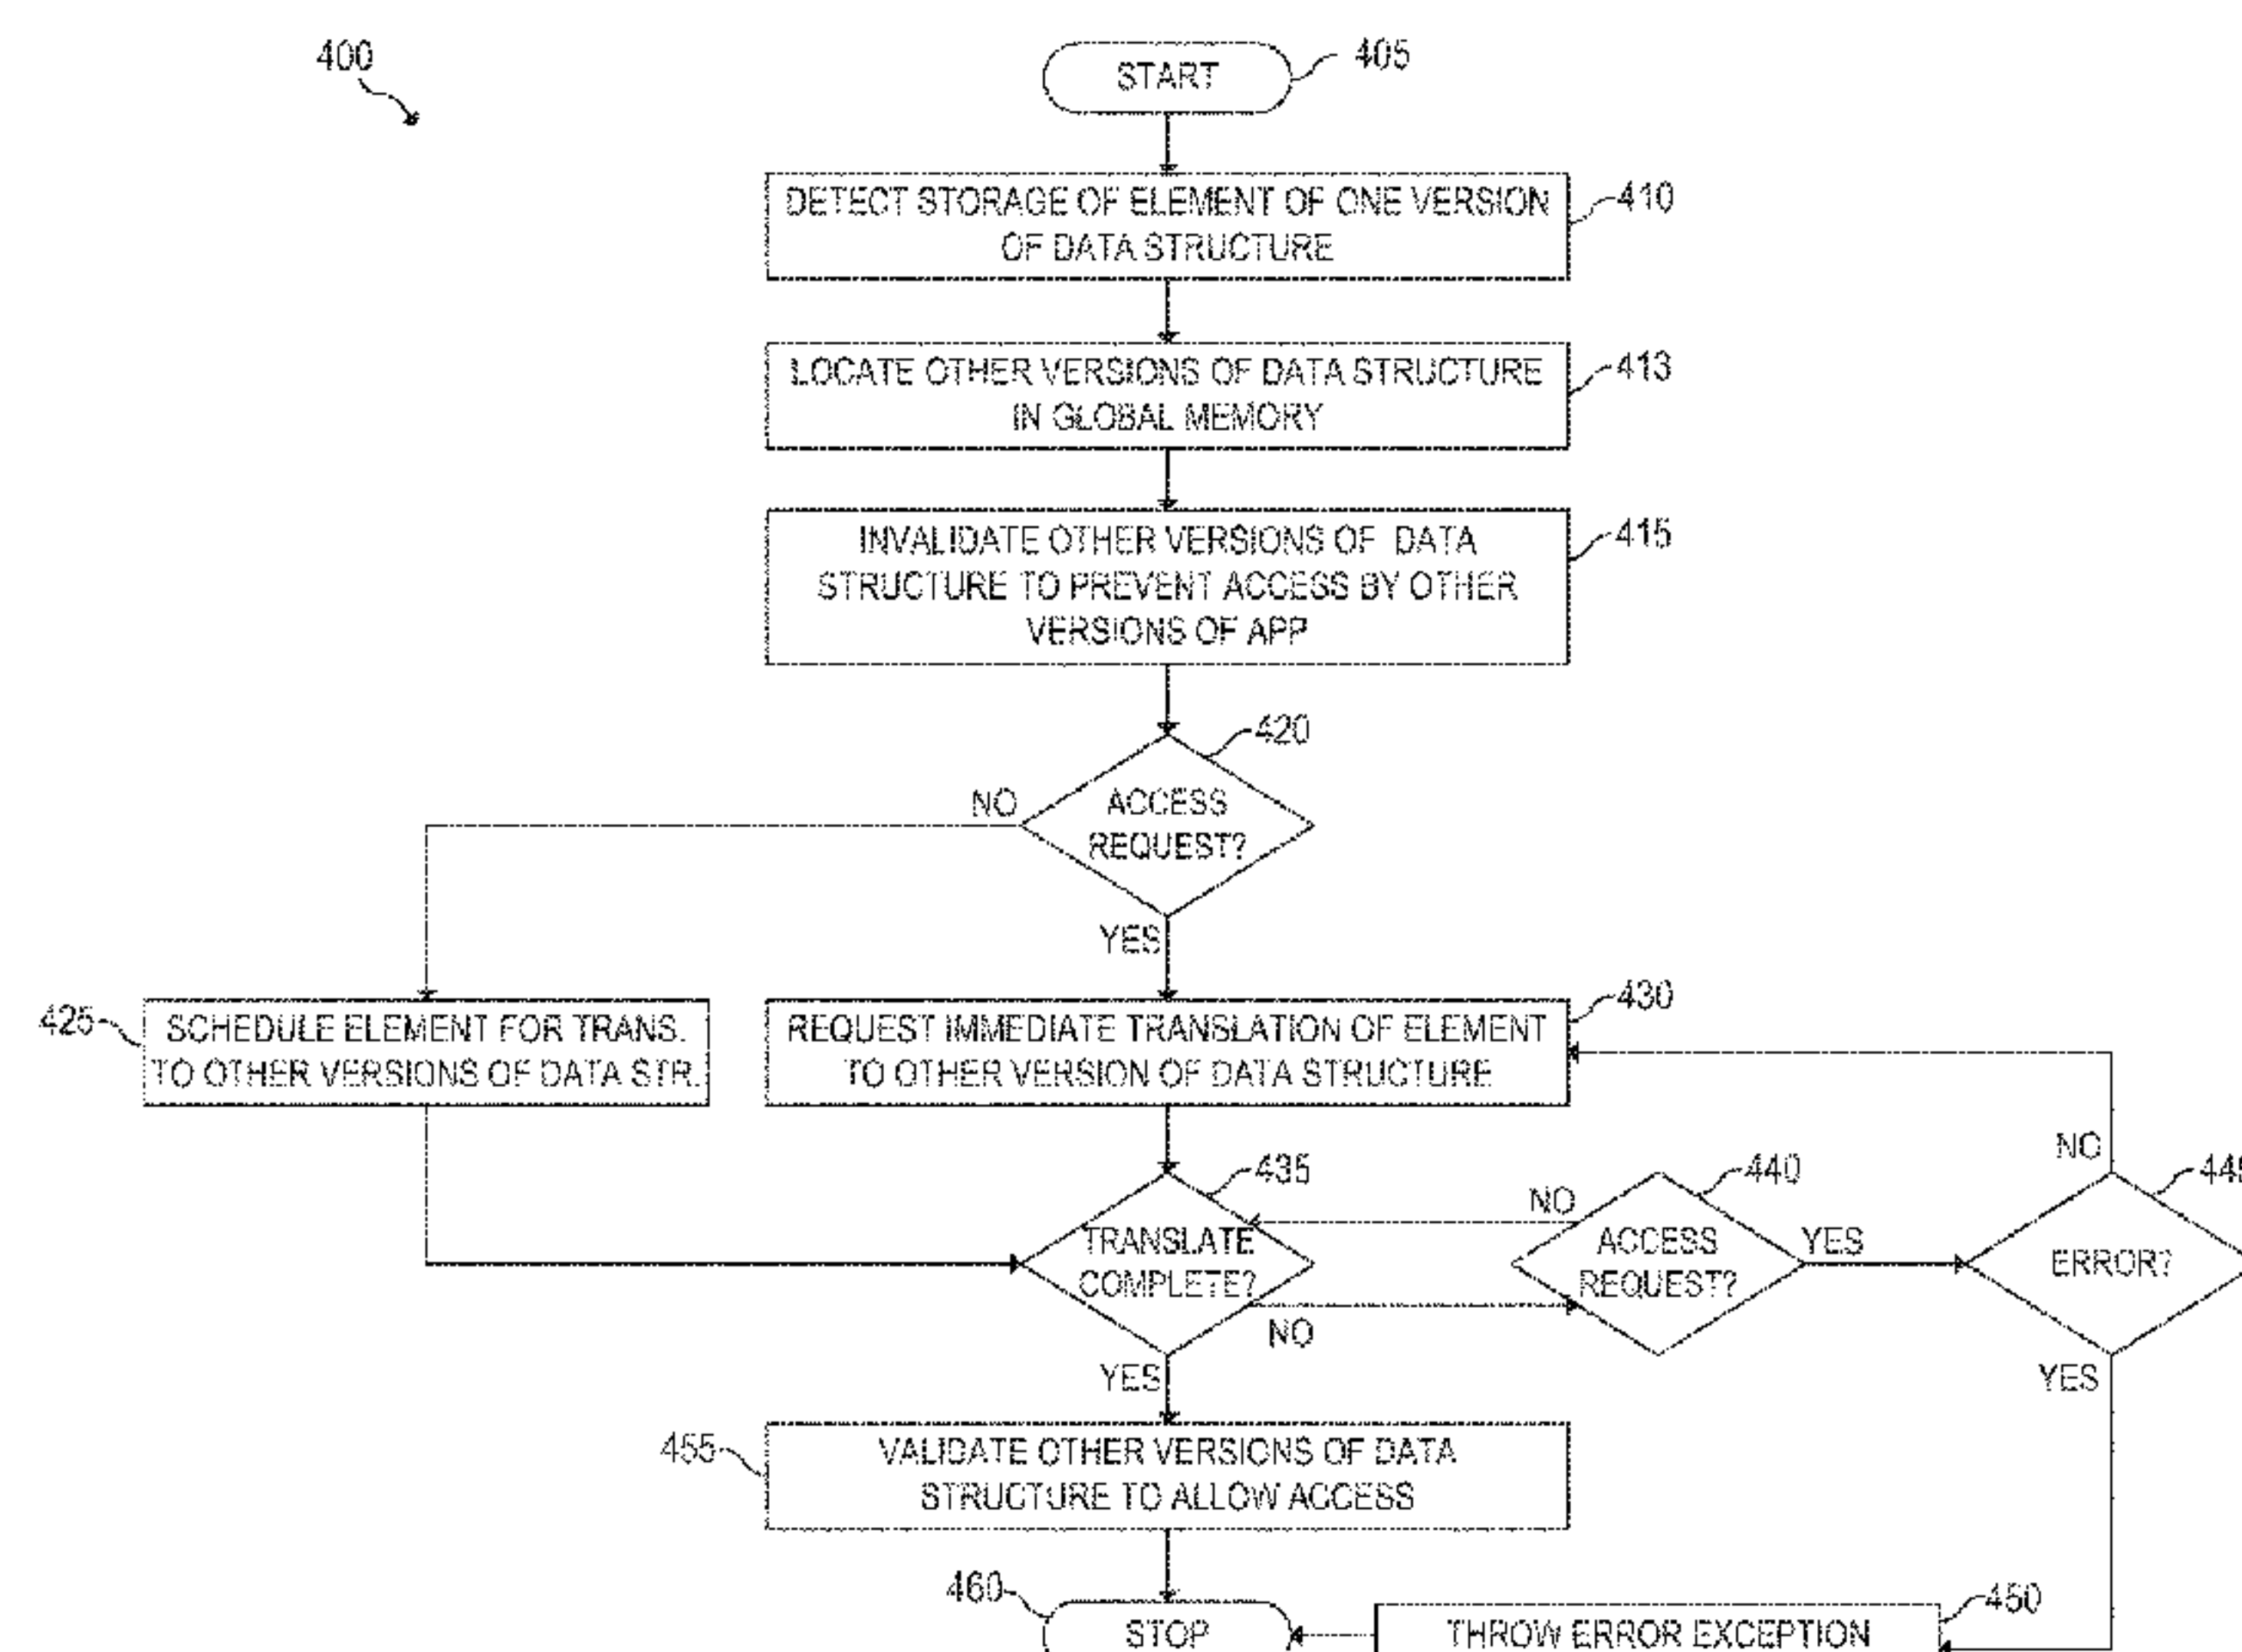 400
START
405
DETECT STORAGE OF ELEMENT OF ONE VERSION
OF DATA STRUCTURE
410
LOCATE OTHER VERSIONS OF DATA STRUCTURE
IN GLOBAL MEMORY
413
INVALIDATE OTHER VERSIONS OF DATA
STRUCTURE TO PREVENT ACCESS BY OTHER
VERSIONS OF APP
415
420
NO
ACCESS
REQUEST?
YES
425
SCHEDULE ELEMENT FOR TRANS.
TO OTHER VERSIONS OF DATA STR.
REQUEST IMMEDIATE TRANSLATION OF ELEMENT
TO OTHER VERSION OF DATA STRUCTURE
430
435
TRANSLATE
COMPLETE?
NO
NO
YES
440
ACCESS
REQUEST?
YES
NO
ERROR?
YES
455
VALIDATE OTHER VERSIONS OF DATA
STRUCTURE TO ALLOW ACCESS
460
STOP
THROW ERROR EXCEPTION
450